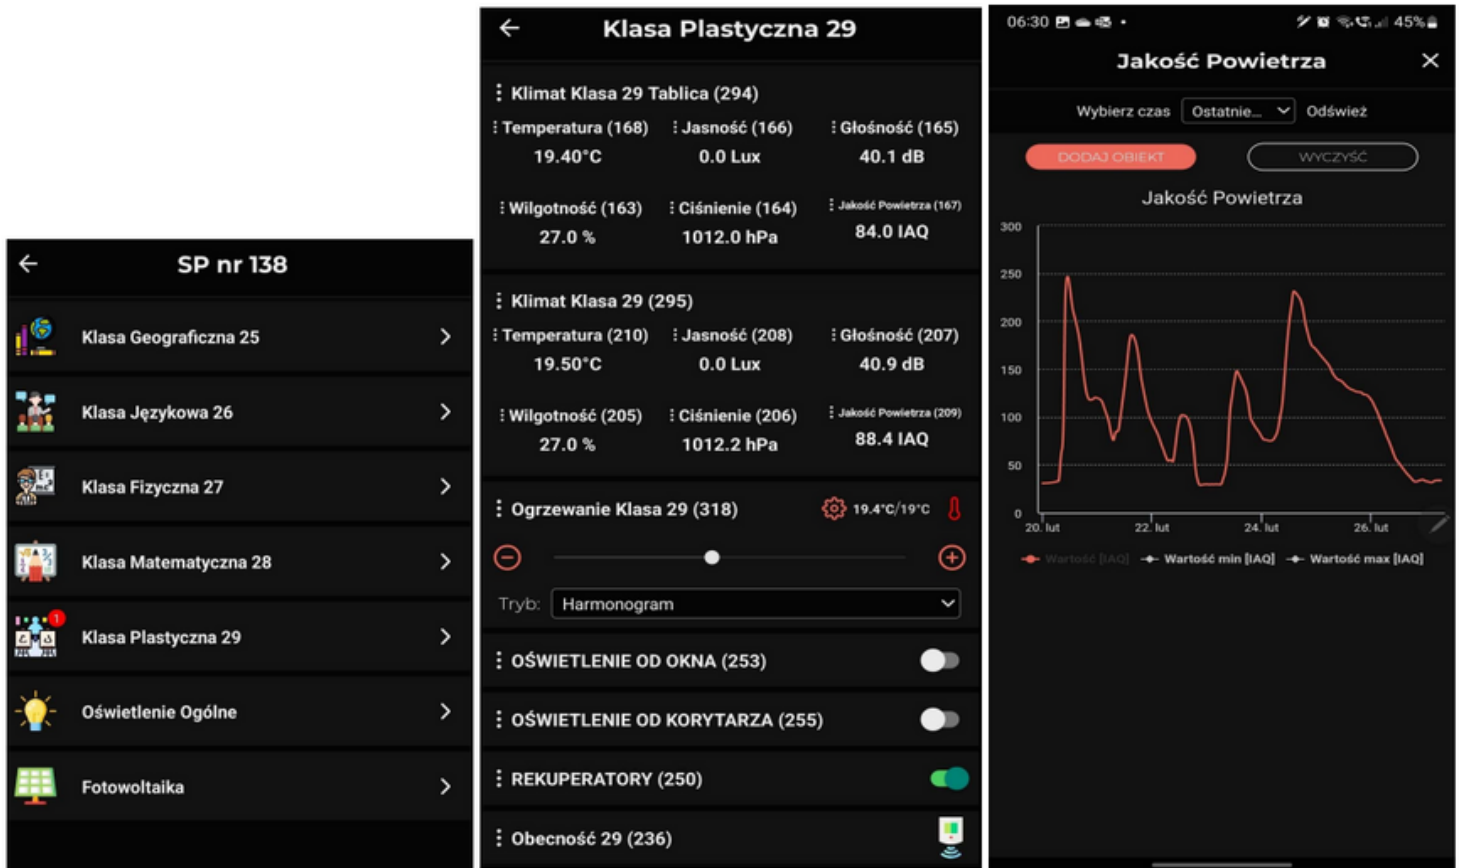 SP nr 138
Klasa Geograficzna 25
Klasa Językowa 26
Klasa Fizyczna 27
Klasa Matematyczna 28
1
Klasa Plastyczna 29
Oświetlenie Ogólne
Fotowoltaika
Klasa Plastyczna 29
Klimat Klasa 29 Tablica (294)
Temperatura (168) Jasność (166) Głośność (165)
19.40°C 0.0 Lux 40.1 dB
Wilgotność (163) Ciśnienie (164) Jakość Powietrza (167)
27.0 % 1012.0 hPa 84.0 IAQ
Klimat Klasa 29 (295)
Temperatura (210) Jasność (208) Głośność (207)
19.50°C 0.0 Lux 40.9 dB
Wilgotność (205) Ciśnienie (206) Jakość Powietrza (209)
27.0 % 1012.2 hPa 88.4 IAQ
Ogrzewanie Klasa 29 (318) 19.4°C/19°C
Tryb: Harmonogram
OŚWIETLENIE OD OKNA (253)
OŚWIETLENIE OD KORYTARZA (255)
REKUPERATORY (250)
Obecność 29 (236)
06:30 45%
Jakość Powietrza
Wybierz czas Ostatnie... Odśwież
DODAJ OBIEKT WYCZYŚĆ
Jakość Powietrza
300
250
200
150
100
50
0
20. lut 22. lut 24. lut 26. lut
Wartość [IAQ] Wartość min [IAQ] Wartość max [IAQ]